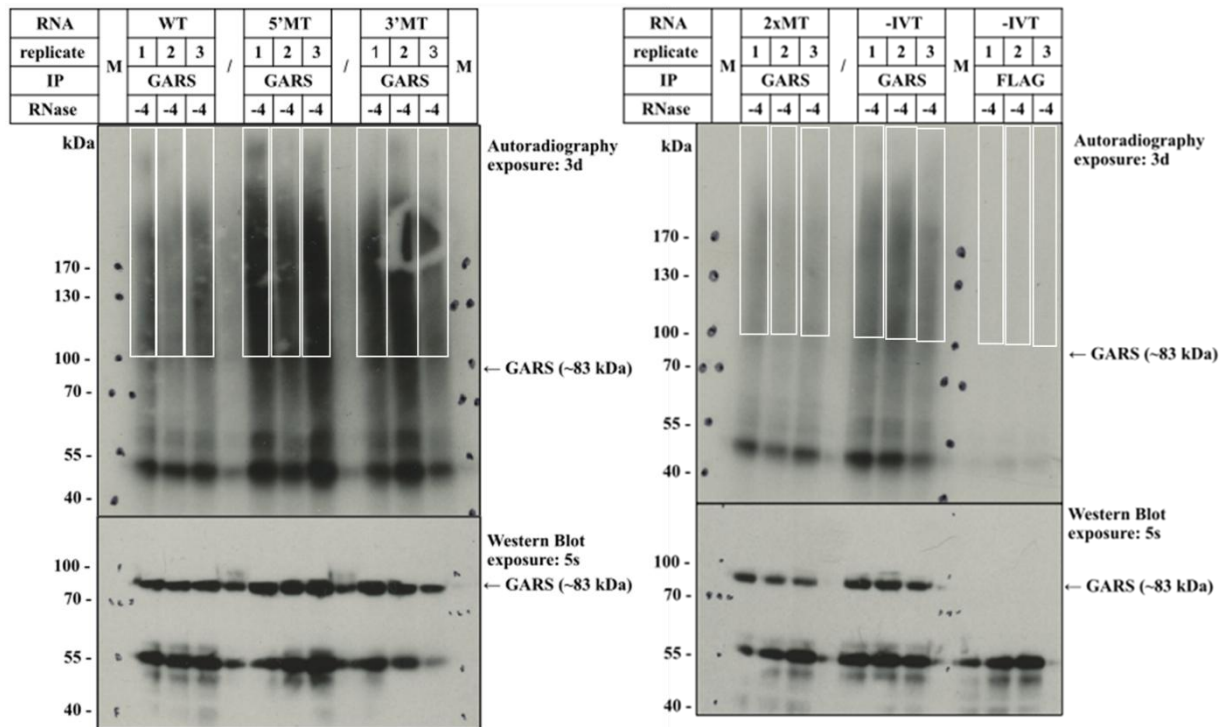 RNA WT 5’MT 3’MT
replicate M 1 2 3 / 1 2 3 / 1 2 3 M
IP GARS GARS GARS
RNase -4 -4 -4 -4 -4 -4 -4 -4 -4
kDa
170 -
130 -
100 -
70 -
55 -
40 -
Autoradiography
exposure: 3d
← GARS (~83 kDa)
100 -
70 -
55 -
40 -
Western Blot
exposure: 5s
← GARS (~83 kDa)
RNA 2xMT -IVT -IVT
replicate M 1 2 3 / 1 2 3 M 1 2 3
IP GARS GARS FLAG
RNase -4 -4 -4 -4 -4 -4 -4 -4 -4
kDa
170 -
130 -
100 -
70 -
55 -
40 -
Autoradiography
exposure: 3d
← GARS (~83 kDa)
100 -
70 -
55 -
40 -
Western Blot
exposure: 5s
← GARS (~83 kDa)